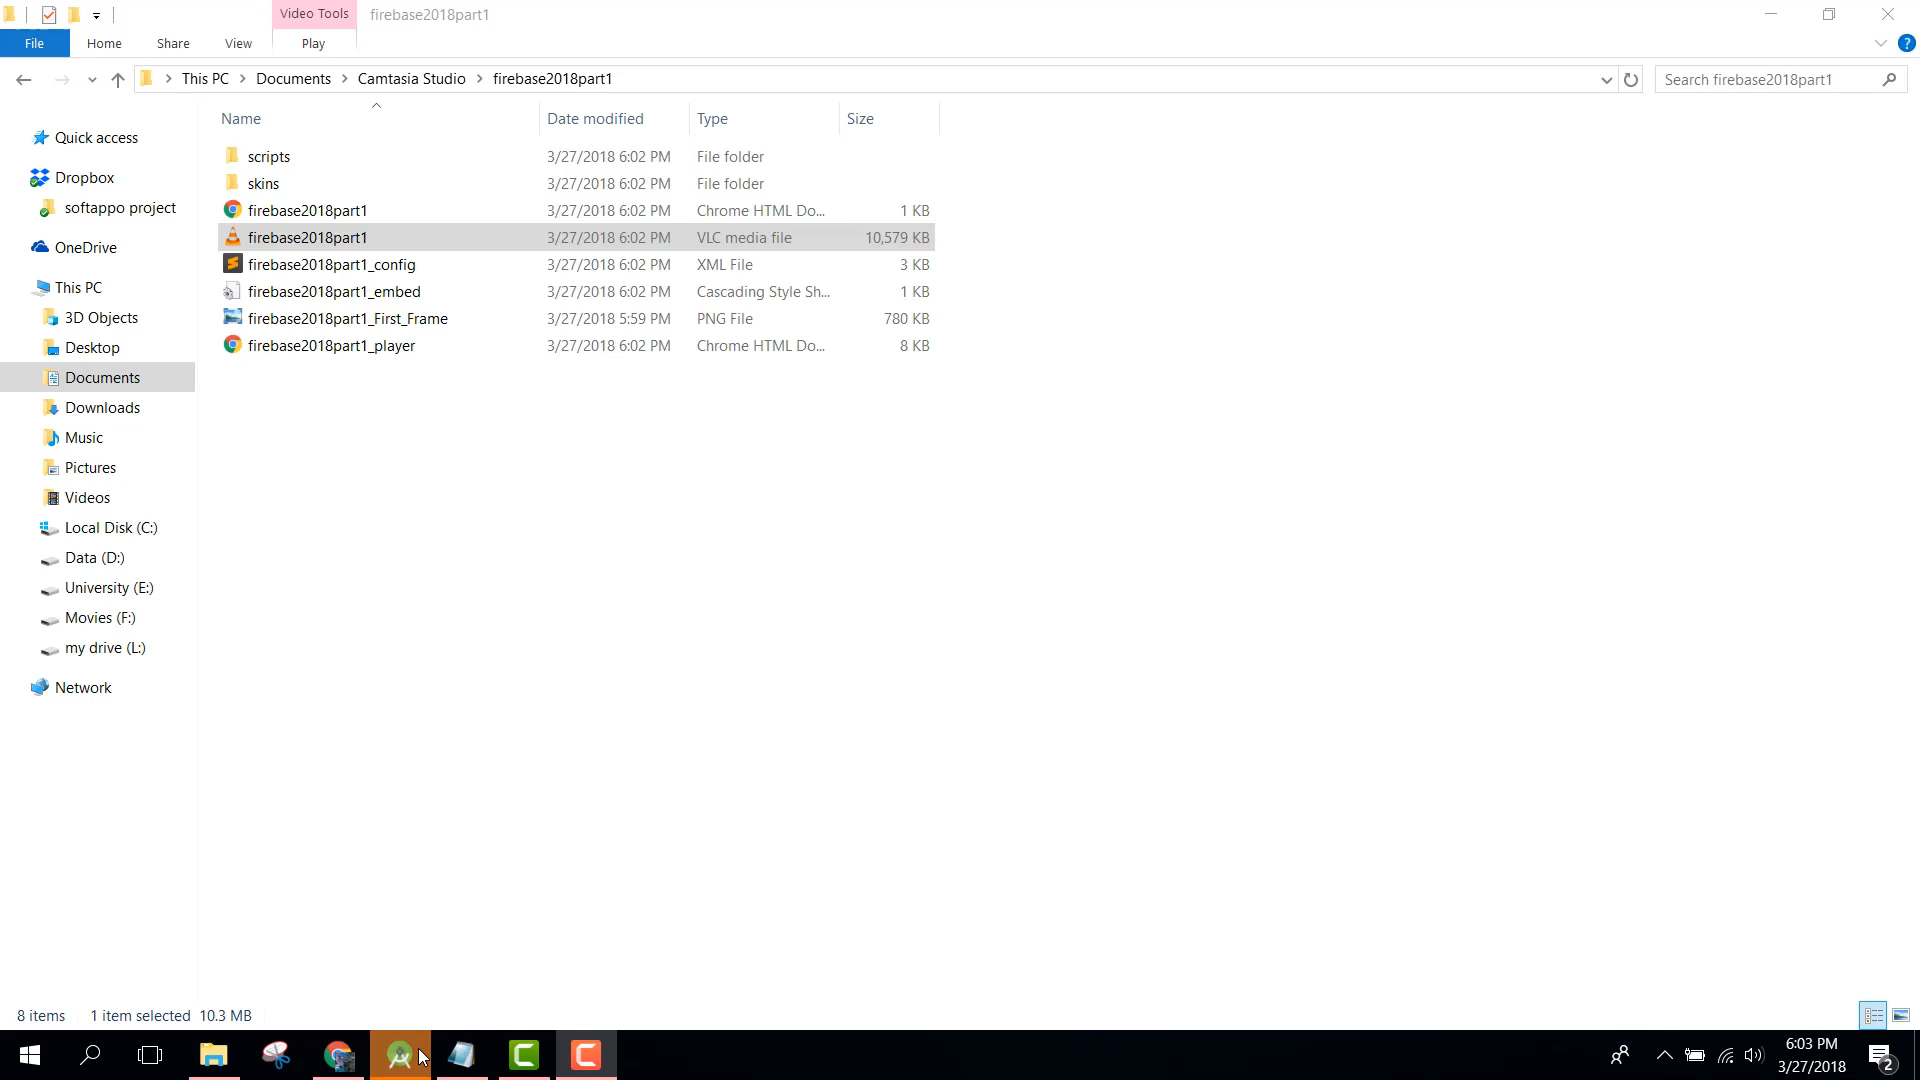 Video Tools firebase2018part1
File Home Share View Play
This PC Documents Camtasia Studio firebase2018part1 Search firebase2018part1
Name Date modified Type Size
Quick access
Dropbox
softappo project
OneDrive
This PC
3D Objects
Desktop
Documents
Downloads
Music
Pictures
Videos
Local Disk (C:)
Data (D:)
University (E:)
Movies (F:)
my drive (L:)
Network
scripts 3/27/2018 6:02 PM File folder
skins 3/27/2018 6:02 PM File folder
firebase2018part1 3/27/2018 6:02 PM Chrome HTML Do... 1 KB
firebase2018part1 3/27/2018 6:02 PM VLC media file 10,579 KB
firebase2018part1_config 3/27/2018 6:02 PM XML File 3 KB
firebase2018part1_embed 3/27/2018 6:02 PM Cascading Style Sh... 1 KB
firebase2018part1_First_Frame 3/27/2018 5:59 PM PNG File 780 KB
firebase2018part1_player 3/27/2018 6:02 PM Chrome HTML Do... 8 KB
8 items 1 item selected 10.3 MB
6:03 PM
3/27/2018
2